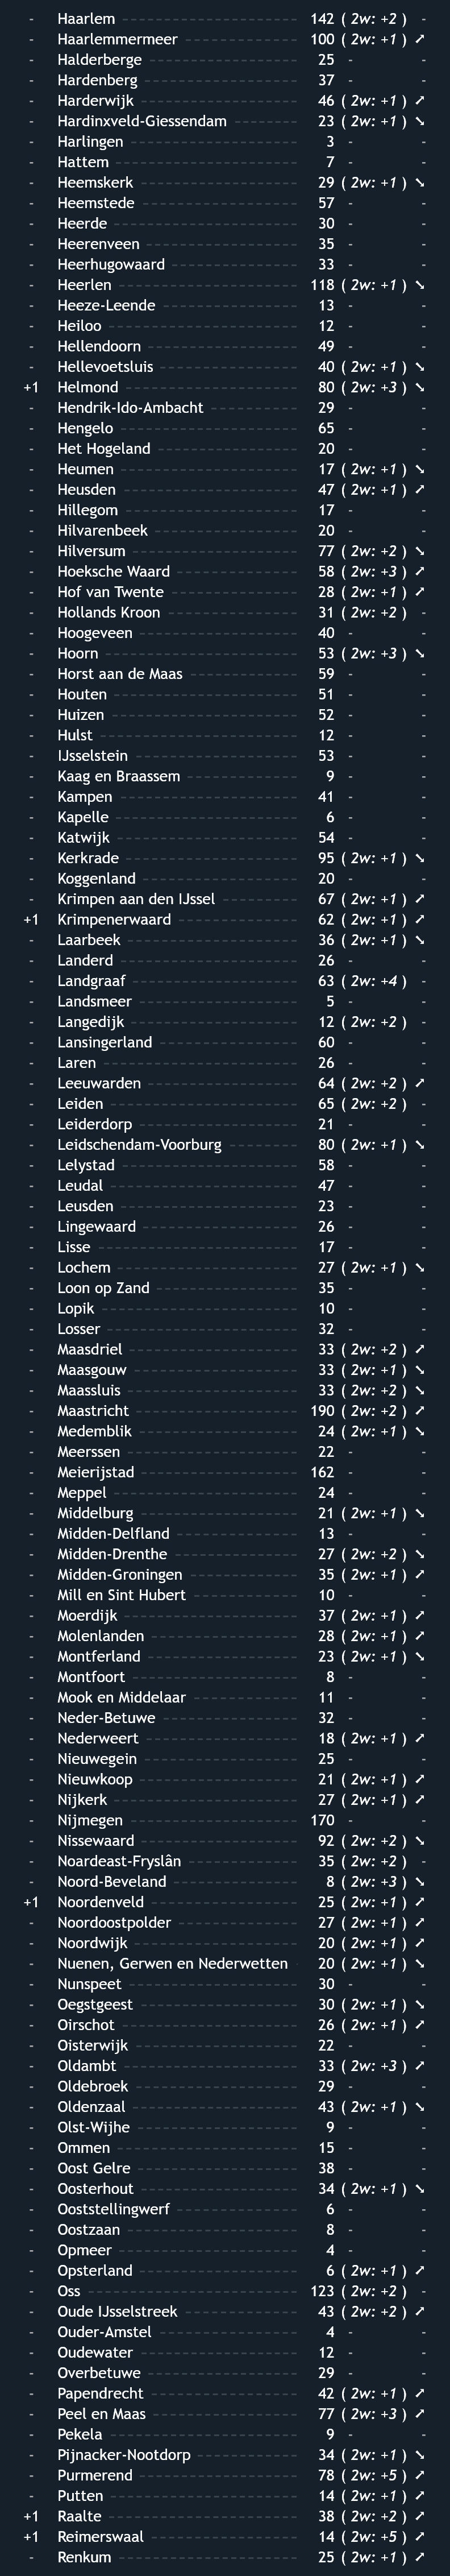 - Haarlem 142 ( 2w: +2 ) -
- Haarlemmermeer 100 ( 2w: +1 ) ➚
- Halderberge 25 - -
- Hardenberg 37 - -
- Harderwijk 46 ( 2w: +1 ) ➚
- Hardinxveld-Giessendam 23 ( 2w: +1 ) ➘
- Harlingen 3 - -
- Hattem 7 - -
- Heemskerk 29 ( 2w: +1 ) ➘
- Heemstede 57 - -
- Heerde 30 - -
- Heerenveen 35 - -
- Heerhugowaard 33 - -
- Heerlen 118 ( 2w: +1 ) ➘
- Heeze-Leende 13 - -
- Heiloo 12 - -
- Hellendoorn 49 - -
- Hellevoetsluis 40 ( 2w: +1 ) ➘
+1 Helmond 80 ( 2w: +3 ) ➘
- Hendrik-Ido-Ambacht 29 - -
- Hengelo 65 - -
- Het Hogeland 20 - -
- Heumen 17 ( 2w: +1 ) ➘
- Heusden 47 ( 2w: +1 ) ➚
- Hillegom 17 - -
- Hilvarenbeek 20 - -
- Hilversum 77 ( 2w: +2 ) ➘
- Hoeksche Waard 58 ( 2w: +3 ) ➚
- Hof van Twente 28 ( 2w: +1 ) ➚
- Hollands Kroon 31 ( 2w: +2 ) -
- Hoogeveen 40 - -
- Hoorn 53 ( 2w: +3 ) ➘
- Horst aan de Maas 59 - -
- Houten 51 - -
- Huizen 52 - -
- Hulst 12 - -
- IJsselstein 53 - -
- Kaag en Braassem 9 - -
- Kampen 41 - -
- Kapelle 6 - -
- Katwijk 54 - -
- Kerkrade 95 ( 2w: +1 ) ➘
- Koggenland 20 - -
- Krimpen aan den IJssel 67 ( 2w: +1 ) ➚
+1 Krimpenerwaard 62 ( 2w: +1 ) ➚
- Laarbeek 36 ( 2w: +1 ) ➘
- Landerd 26 - -
- Landgraaf 63 ( 2w: +4 ) -
- Landsmeer 5 - -
- Langedijk 12 ( 2w: +2 ) -
- Lansingerland 60 - -
- Laren 26 - -
- Leeuwarden 64 ( 2w: +2 ) ➚
- Leiden 65 ( 2w: +2 ) -
- Leiderdorp 21 - -
- Leidschendam-Voorburg 80 ( 2w: +1 ) ➘
- Lelystad 58 - -
- Leudal 47 - -
- Leusden 23 - -
- Lingewaard 26 - -
- Lisse 17 - -
- Lochem 27 ( 2w: +1 ) ➘
- Loon op Zand 35 - -
- Lopik 10 - -
- Losser 32 - -
- Maasdriel 33 ( 2w: +2 ) ➚
- Maasgouw 33 ( 2w: +1 ) ➘
- Maassluis 33 ( 2w: +2 ) ➘
- Maastricht 190 ( 2w: +2 ) ➚
- Medemblik 24 ( 2w: +1 ) ➘
- Meerssen 22 - -
- Meierijstad 162 - -
- Meppel 24 - -
- Middelburg 21 ( 2w: +1 ) ➘
- Midden-Delfland 13 - -
- Midden-Drenthe 27 ( 2w: +2 ) ➘
- Midden-Groningen 35 ( 2w: +1 ) ➚
- Mill en Sint Hubert 10 - -
- Moerdijk 37 ( 2w: +1 ) ➚
- Molenlanden 28 ( 2w: +1 ) ➚
- Montferland 23 ( 2w: +1 ) ➘
- Montfoort 8 - -
- Mook en Middelaar 11 - -
- Neder-Betuwe 32 - -
- Nederweert 18 ( 2w: +1 ) ➚
- Nieuwegein 25 - -
- Nieuwkoop 21 ( 2w: +1 ) ➚
- Nijkerk 27 ( 2w: +1 ) ➚
- Nijmegen 170 - -
- Nissewaard 92 ( 2w: +2 ) ➘
- Noardeast-Fryslân 35 ( 2w: +2 ) -
- Noord-Beveland 8 ( 2w: +3 ) ➘
+1 Noordenveld 25 ( 2w: +1 ) ➚
- Noordoostpolder 27 ( 2w: +1 ) ➚
- Noordwijk 20 ( 2w: +1 ) ➚
- Nuenen, Gerwen en Nederwetten 20 ( 2w: +1 ) ➘
- Nunspeet 30 - -
- Oegstgeest 30 ( 2w: +1 ) ➘
- Oirschot 26 ( 2w: +1 ) ➚
- Oisterwijk 22 - -
- Oldambt 33 ( 2w: +3 ) ➚
- Oldebroek 29 - -
- Oldenzaal 43 ( 2w: +1 ) ➘
- Olst-Wijhe 9 - -
- Ommen 15 - -
- Oost Gelre 38 - -
- Oosterhout 34 ( 2w: +1 ) ➘
- Ooststellingwerf 6 - -
- Oostzaan 8 - -
- Opmeer 4 - -
- Opsterland 6 ( 2w: +1 ) ➚
- Oss 123 ( 2w: +2 ) -
- Oude IJsselstreek 43 ( 2w: +2 ) ➚
- Ouder-Amstel 4 - -
- Oudewater 12 - -
- Overbetuwe 29 - -
- Papendrecht 42 ( 2w: +1 ) ➚
- Peel en Maas 77 ( 2w: +3 ) ➚
- Pekela 9 - -
- Pijnacker-Nootdorp 34 ( 2w: +1 ) ➘
- Purmerend 78 ( 2w: +5 ) ➚
- Putten 14 ( 2w: +1 ) ➚
+1 Raalte 38 ( 2w: +2 ) ➚
+1 Reimerswaal 14 ( 2w: +5 ) ➚
- Renkum 25 ( 2w: +1 ) ➚